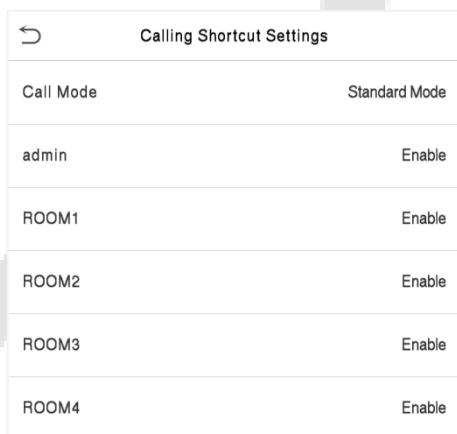 Calling Shortcut Settings
Call Mode Standard Mode
admin Enable
ROOM1 Enable
ROOM2 Enable
ROOM3 Enable
ROOM4 Enable